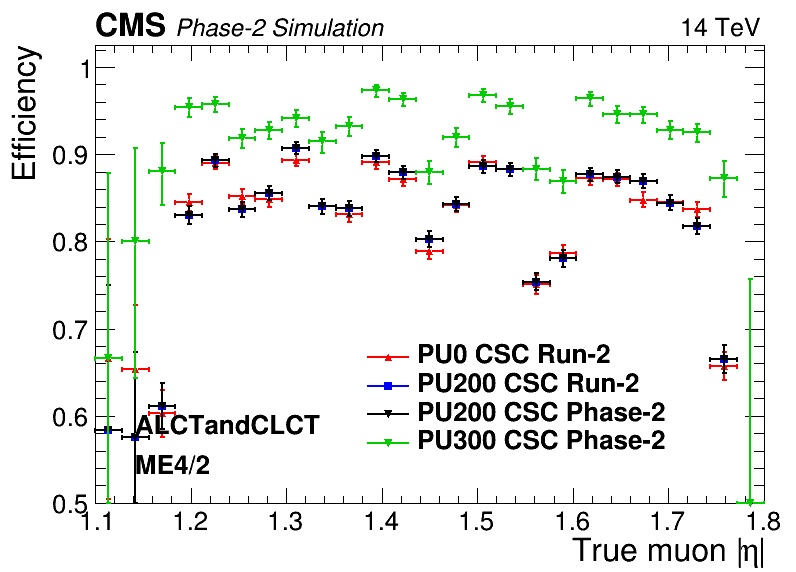 CMS Phase-2 Simulation 14 TeV
Efficiency
1
0.9
0.8
0.7
0.6
0.5
PU0 CSC Run-2
PU200 CSC Run-2
PU200 CSC Phase-2
PU300 CSC Phase-2
ALCTandCLCT
ME4/2
1.1 1.2 1.3 1.4 1.5 1.6 1.7 1.8
True muon |η|